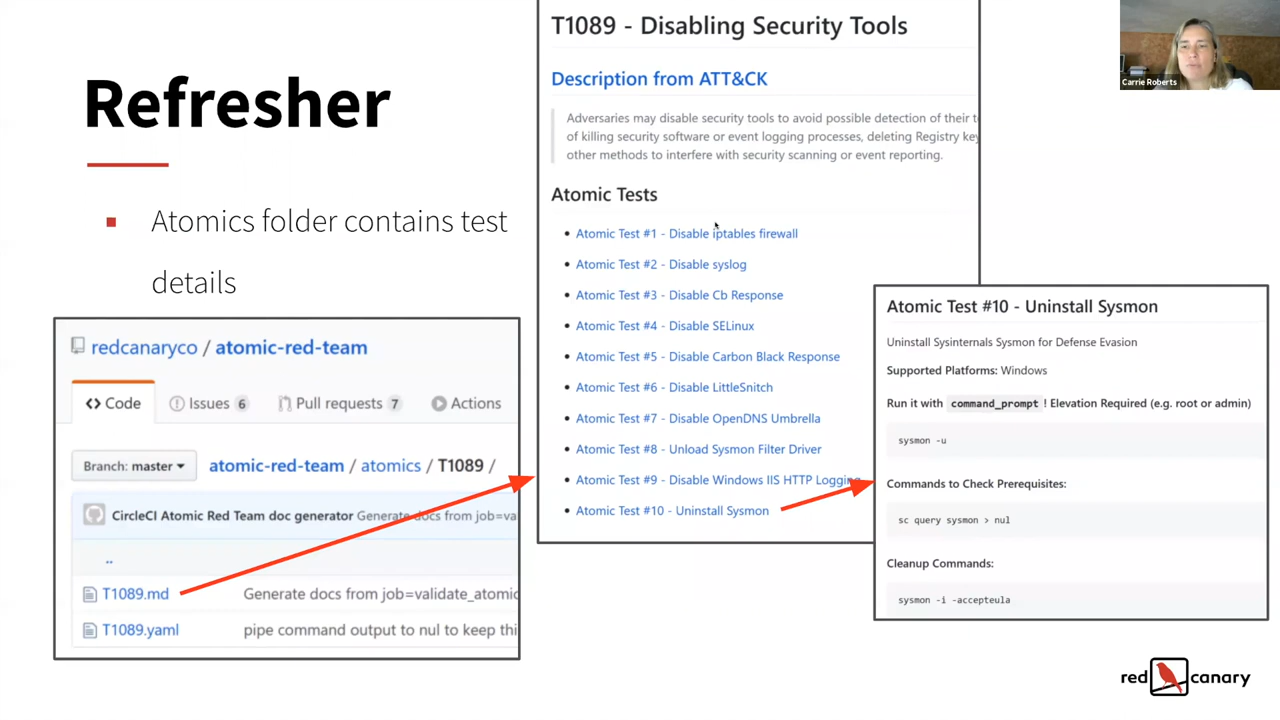 Refresher
Atomics folder contains test
details
redcanaryco / atomic-red-team
<> Code
Issues 6
Pull requests 7
Actions
Branch: master
atomic-red-team / atomics / T1089 /
CircleCI Atomic Red Team doc generator Generate docs from job=va
..
T1089.md
Generate docs from job=validate_atomic
T1089.yaml
pipe command output to nul to keep thi
T1089 - Disabling Security Tools
Description from ATT&CK
Adversaries may disable security tools to avoid possible detection of their t
of killing security software or event logging processes, deleting Registry key
other methods to interfere with security scanning or event reporting.
Atomic Tests
Atomic Test #1 - Disable iptables firewall
Atomic Test #2 - Disable syslog
Atomic Test #3 - Disable Cb Response
Atomic Test #4 - Disable SELinux
Atomic Test #5 - Disable Carbon Black Response
Atomic Test #6 - Disable LittleSnitch
Atomic Test #7 - Disable OpenDNS Umbrella
Atomic Test #8 - Unload Sysmon Filter Driver
Atomic Test #9 - Disable Windows IIS HTTP Logging
Atomic Test #10 - Uninstall Sysmon
Atomic Test #10 - Uninstall Sysmon
Uninstall Sysinternals Sysmon for Defense Evasion
Supported Platforms: Windows
Run it with command_prompt ! Elevation Required (e.g. root or admin)
sysmon -u
Commands to Check Prerequisites:
sc query sysmon > nul
Cleanup Commands:
sysmon -i -accepteula
Carrie Roberts
red canary